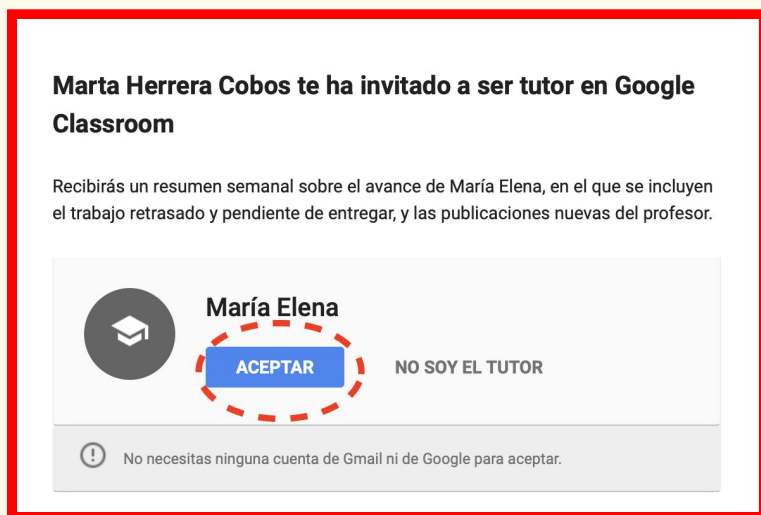 Marta Herrera Cobos te ha invitado a ser tutor en Google
Classroom
Recibirás un resumen semanal sobre el avance de María Elena, en el que se incluyen
el trabajo retrasado y pendiente de entregar, y las publicaciones nuevas del profesor.
María Elena
ACEPTAR NO SOY EL TUTOR
No necesitas ninguna cuenta de Gmail ni de Google para aceptar.